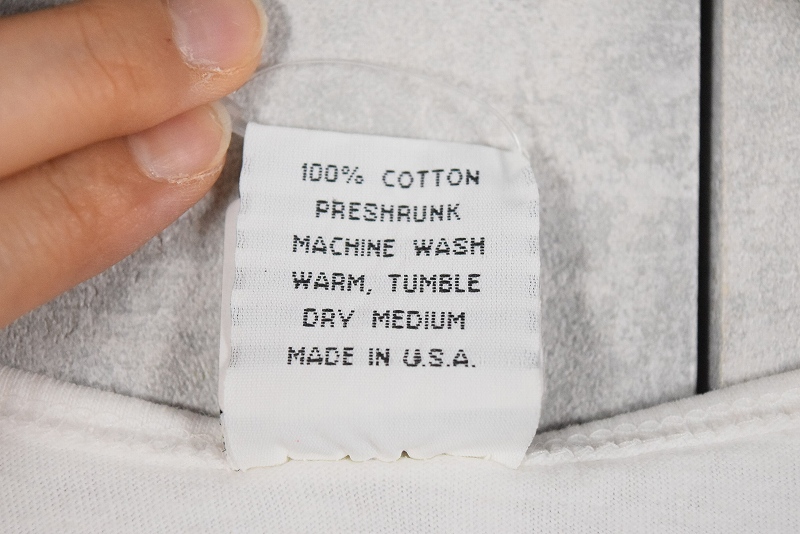 100% COTTON
PRESHRUNK
MACHINE WASH
WARM, TUMBLE
DRY MEDIUM
MADE IN U.S.A.